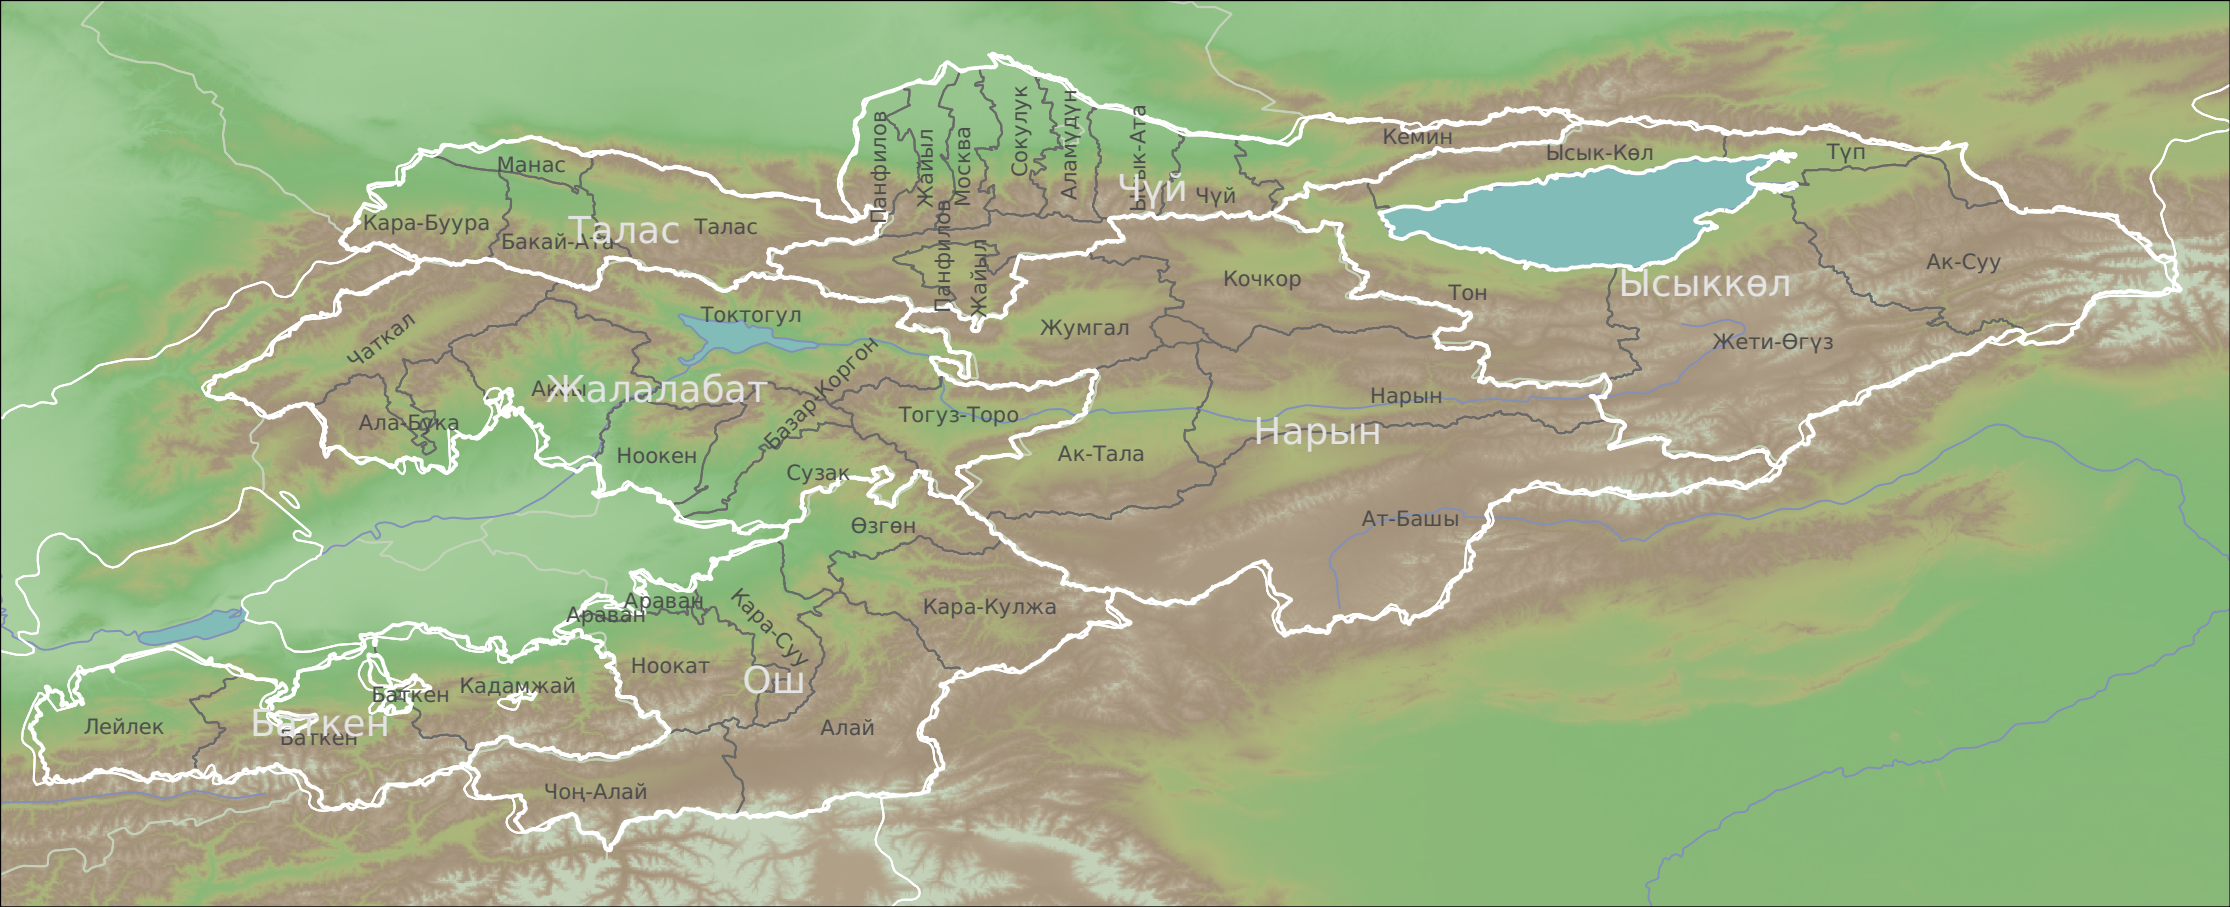 Кемин
Ысык-Көл
Түп
Манас
Панфилов
Жайыл
Москва
Сокулук
Аламүдүн
Ысык-Ата
Чүй
Чүй
Кара-Буура
Бакай-Ата
Талас
Талас
Панфилов
Жайыл
Кочкор
Тон
Ысыккөл
Ак-Суу
Чаткал
Токтогул
Жумгал
Жети-Өгүз
Жалалабат
Базар-Коргон
Нарын
Ала-Бука
Тогуз-Торо
Нарын
Ноокен
Сузак
Ак-Тала
Өзгөн
Ат-Башы
Араван
Араван
Кара-Суу
Кара-Кулжа
Ноокат
Ош
Баткен
Кадамжай
Лейлек
Баткен
Баткен
Алай
Чоң-Алай